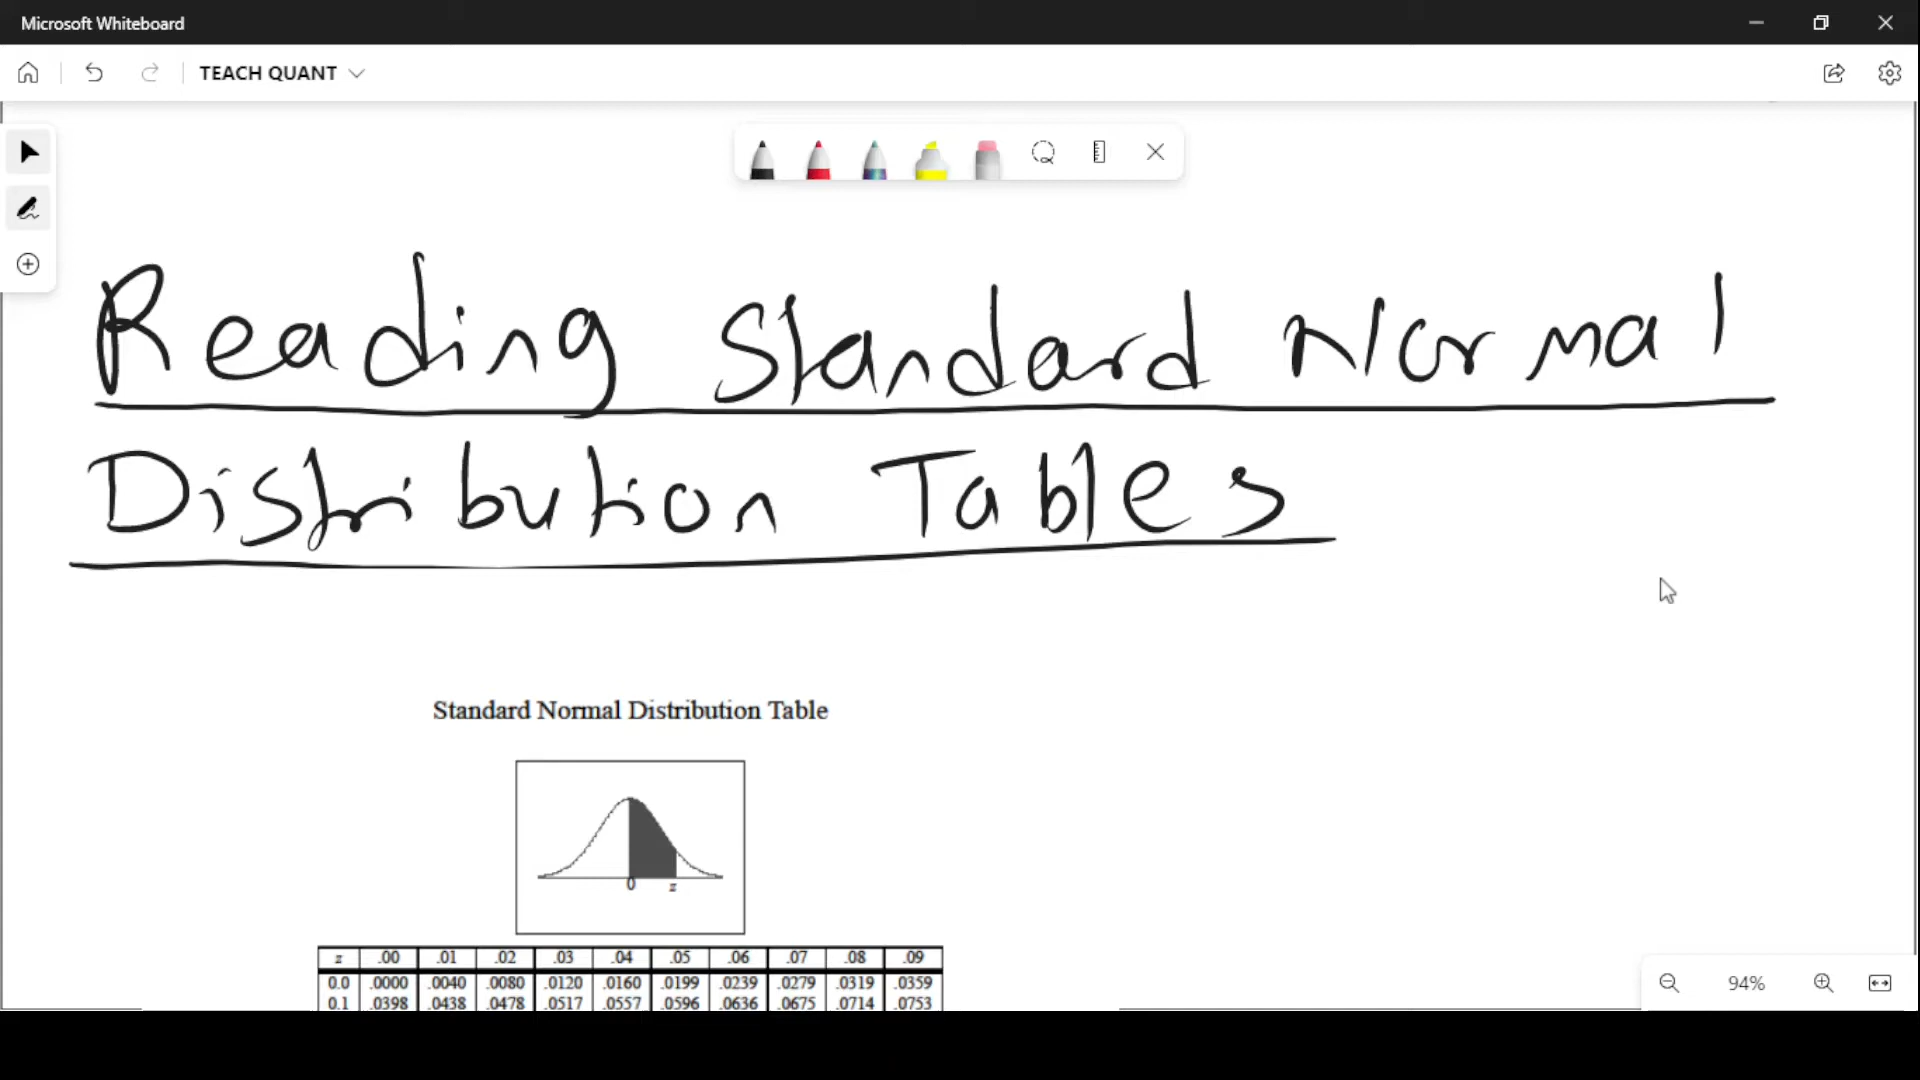 Microsoft Whiteboard
TEACH QUANT
Reading Standard Normal
Distribution Tables
Standard Normal Distribution Table
0 z
z .00 .01 .02 .03 .04 .05 .06 .07 .08 .09
0.0 .0000 .0040 .0080 .0120 .0160 .0199 .0239 .0279 .0319 .0359
0.1 .0398 .0438 .0478 .0517 .0557 .0596 .0636 .0675 .0714 .0753
94%